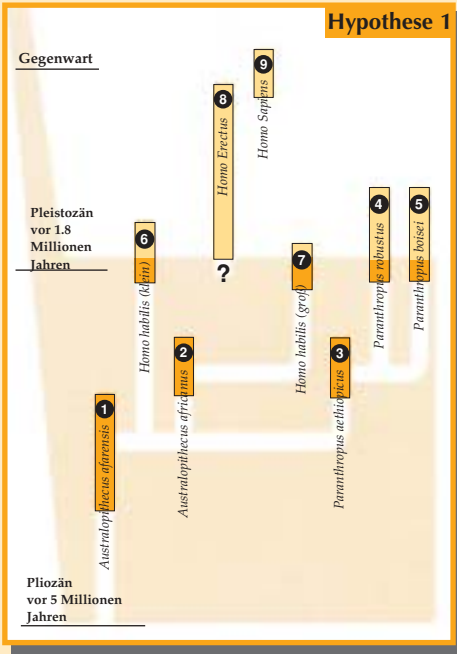 Hypothese 1
Gegenwart
9
Homo Sapiens
8
Homo Erectus
Pleistozän
vor 1.8
Millionen
Jahren
6
Homo habilis (klein)
?
7
Homo habilis (groß)
4
Paranthropus robustus
5
Paranthropus boisei
2
Australopithecus africanus
3
Paranthropus aethiopicus
1
Australopithecus afarensis
Pliozän
vor 5 Millionen
Jahren